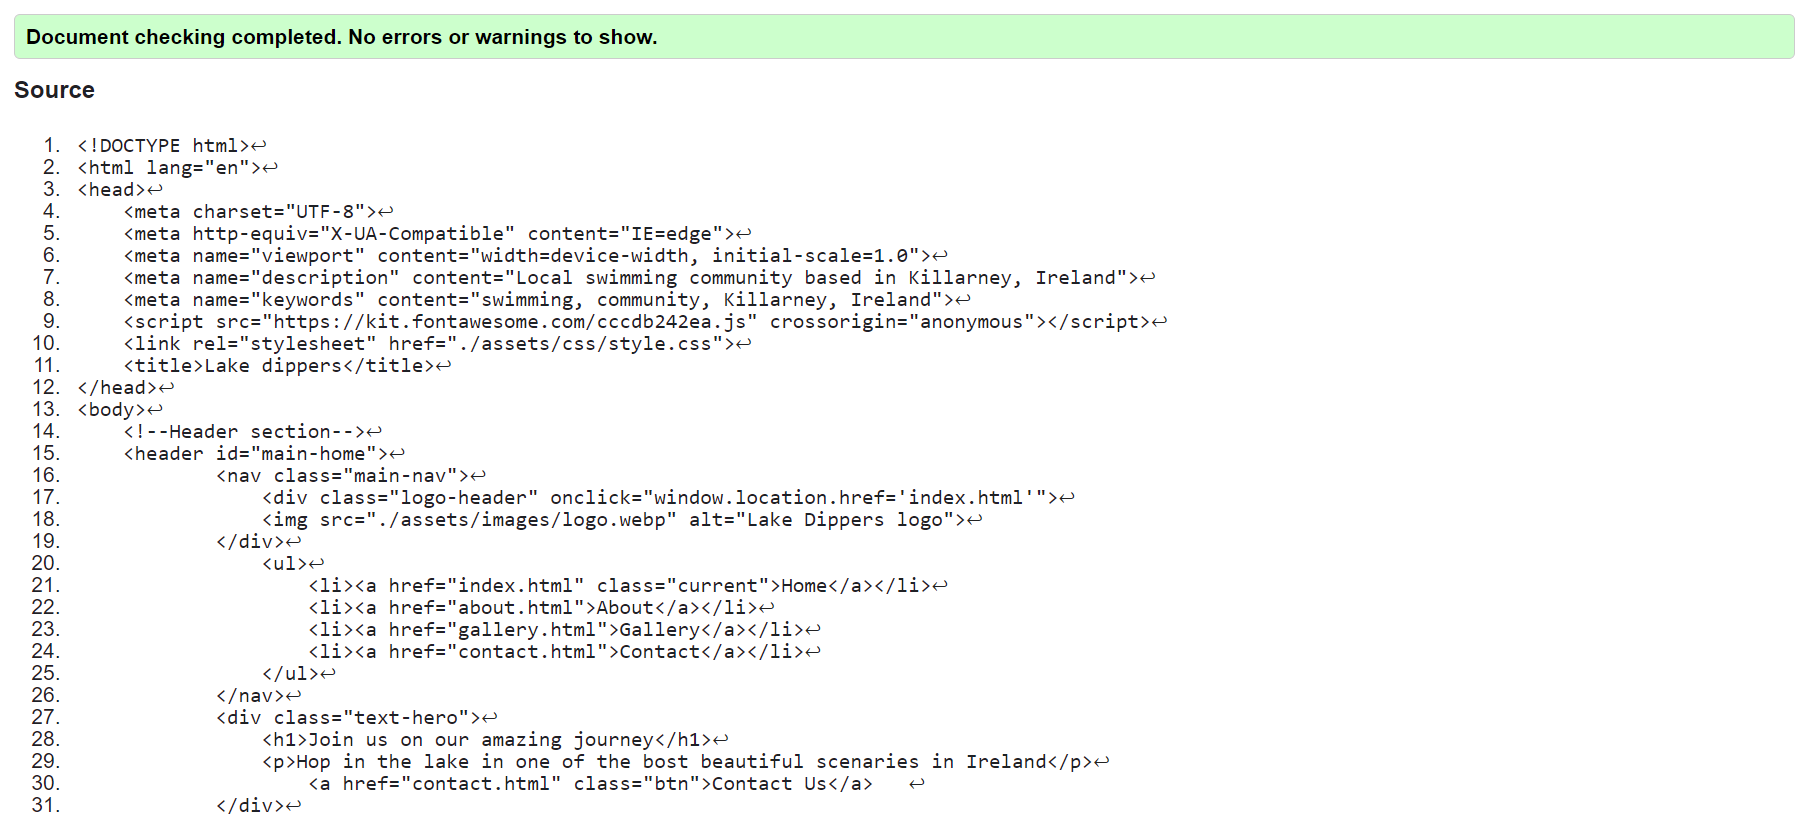 Document checking completed. No errors or warnings to show.
Source
1. <!DOCTYPE html>↩
2. <html lang="en">↩
3. <head>↩
4.     <meta charset="UTF-8">↩
5.     <meta http-equiv="X-UA-Compatible" content="IE=edge">↩
6.     <meta name="viewport" content="width=device-width, initial-scale=1.0">↩
7.     <meta name="description" content="Local swimming community based in Killarney, Ireland">↩
8.     <meta name="keywords" content="swimming, community, Killarney, Ireland">↩
9.     <script src="https://kit.fontawesome.com/cccdb242ea.js" crossorigin="anonymous"></script>↩
10.     <link rel="stylesheet" href="./assets/css/style.css">↩
11.     <title>Lake dippers</title>↩
12. </head>↩
13. <body>↩
14.     <!--Header section-->↩
15.     <header id="main-home">↩
16.             <nav class="main-nav">↩
17.                 <div class="logo-header" onclick="window.location.href='index.html'">↩
18.                 <img src="./assets/images/logo.webp" alt="Lake Dippers logo">↩
19.             </div>↩
20.                 <ul>↩
21.                     <li><a href="index.html" class="current">Home</a></li>↩
22.                     <li><a href="about.html">About</a></li>↩
23.                     <li><a href="gallery.html">Gallery</a></li>↩
24.                     <li><a href="contact.html">Contact</a></li>↩
25.                 </ul>↩
26.             </nav>↩
27.             <div class="text-hero">↩
28.                 <h1>Join us on our amazing journey</h1>↩
29.                 <p>Hop in the lake in one of the bost beautiful scenaries in Ireland</p>↩
30.                     <a href="contact.html" class="btn">Contact Us</a>   ↩
31.             </div>↩